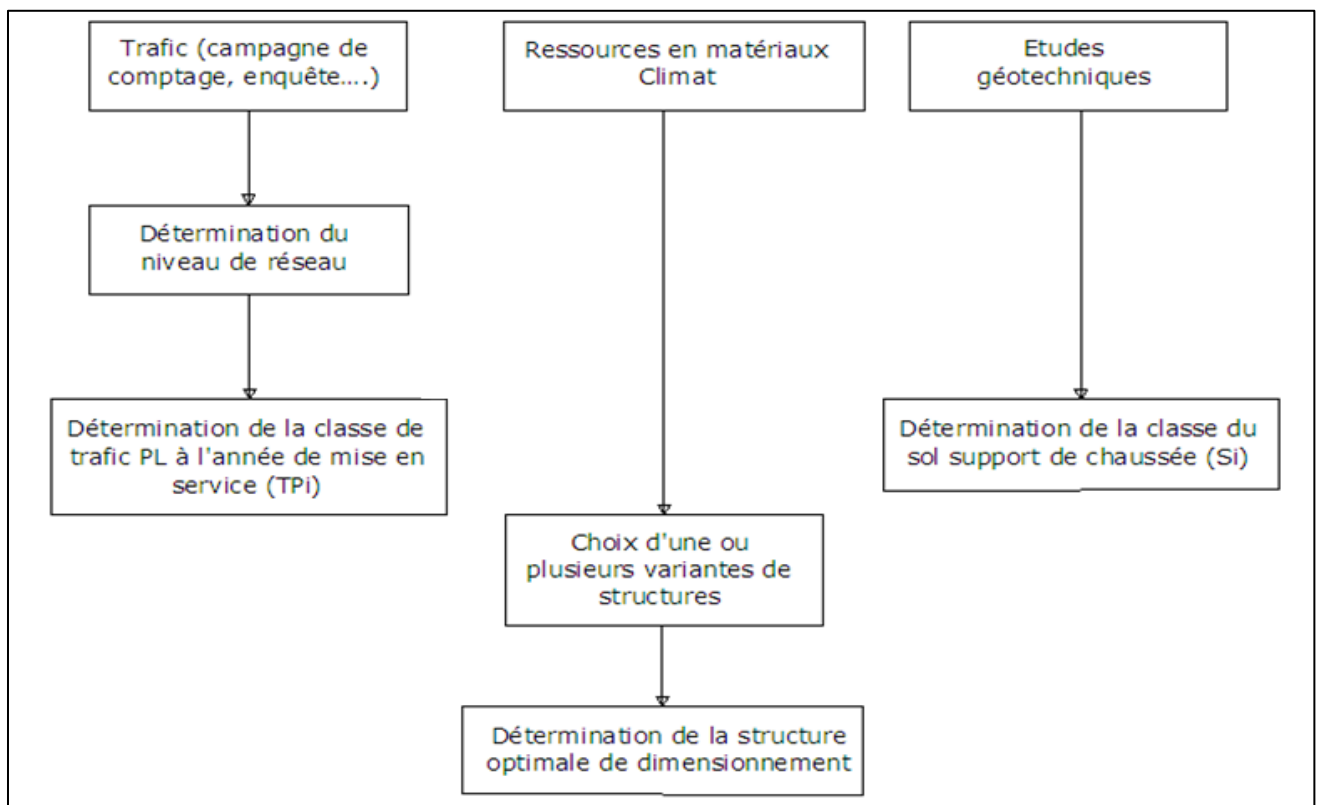 Trafic (campagne de
comptage, enquête....)
Ressources en matériaux
Climat
Etudes
géotechniques
Détermination du
niveau de réseau
Détermination de la classe de
trafic PL à l'année de mise en
service (TPi)
Détermination de la classe du
sol support de chaussée (Si)
Choix d'une ou
plusieurs variantes de
structures
Détermination de la structure
optimale de dimensionnement